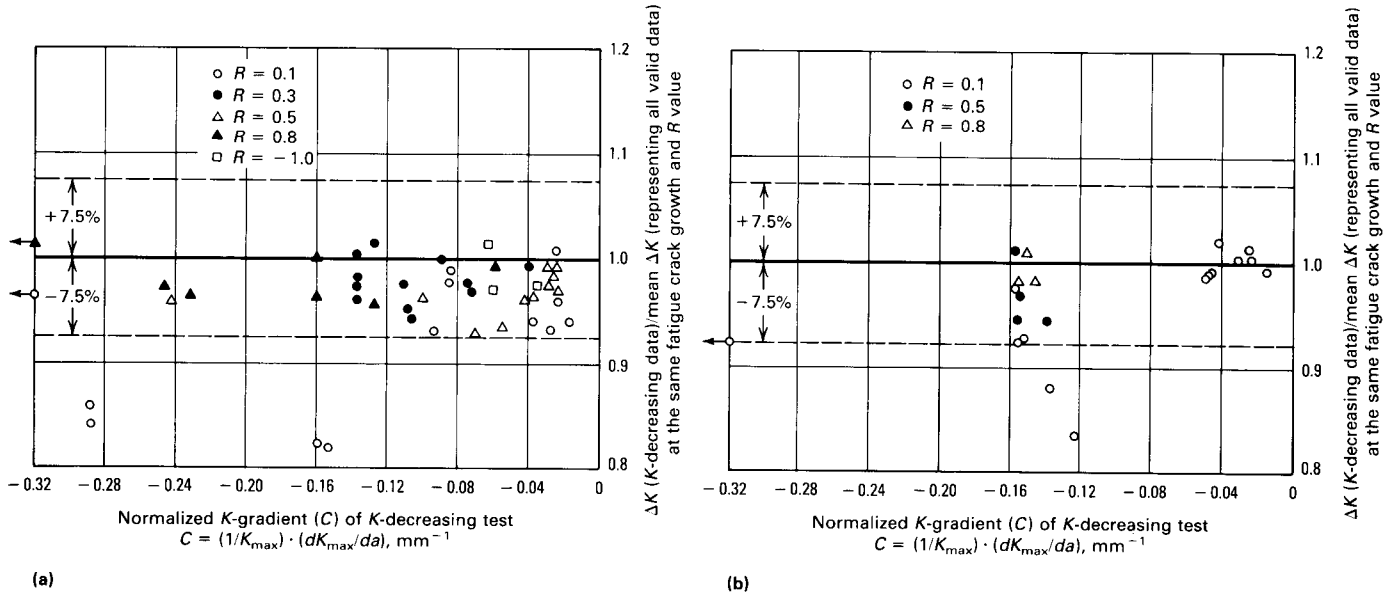 1.2
1.1
1.0
0.9
0.8
○ R = 0.1
● R = 0.3
△ R = 0.5
▲ R = 0.8
□ R = − 1.0
+7.5%
−7.5%
−0.32 −0.28 −0.24 −0.20 −0.16 −0.12 −0.08 −0.04 0
Normalized K-gradient (C) of K-decreasing test
C = (1/Kmax) · (dKmax/da), mm⁻¹
ΔK (K-decreasing data)/mean ΔK (representing all valid data)
at the same fatigue crack growth and R value
(a)
1.2
1.1
1.0
0.9
0.8
○ R = 0.1
● R = 0.5
△ R = 0.8
+7.5%
−7.5%
−0.32 −0.28 −0.24 −0.20 −0.16 −0.12 −0.08 −0.04 0
Normalized K-gradient (C) of K-decreasing test
C = (1/Kmax) · (dKmax/da), mm⁻¹
ΔK (K-decreasing data)/mean ΔK (representing all valid data)
at the same fatigue crack growth and R value
(b)